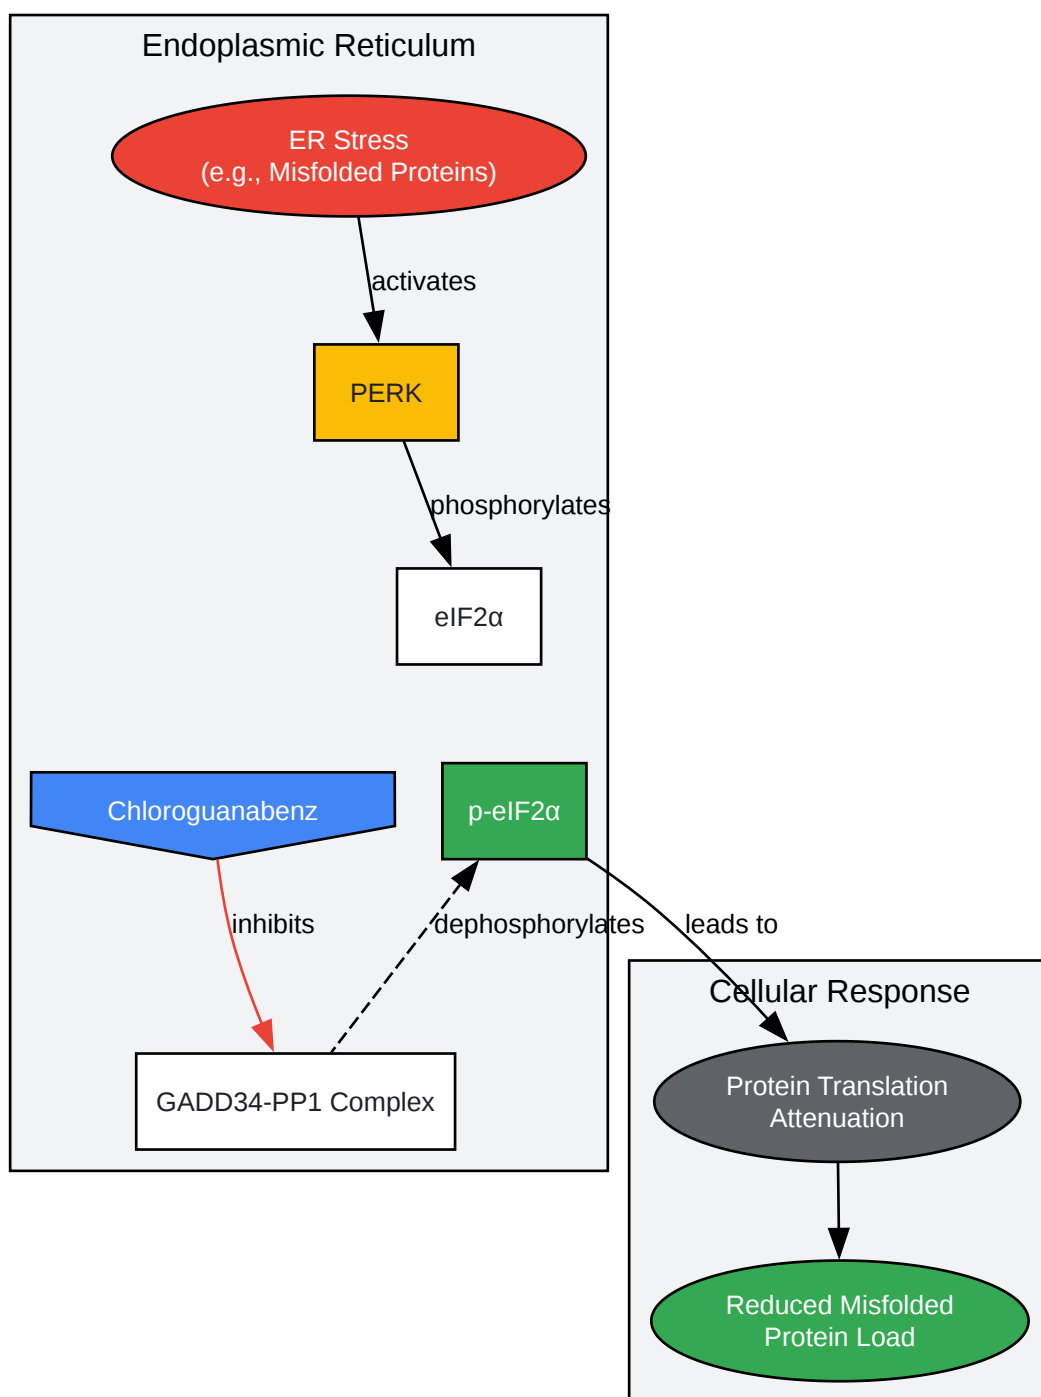 Endoplasmic Reticulum
ER Stress
(e.g., Misfolded Proteins)
activates
PERK
phosphorylates
eIF2α
Chloroguanabenz
p-eIF2α
inhibits
dephosphorylates
leads to
Cellular Response
GADD34-PP1 Complex
Protein Translation
Attenuation
Reduced Misfolded
Protein Load